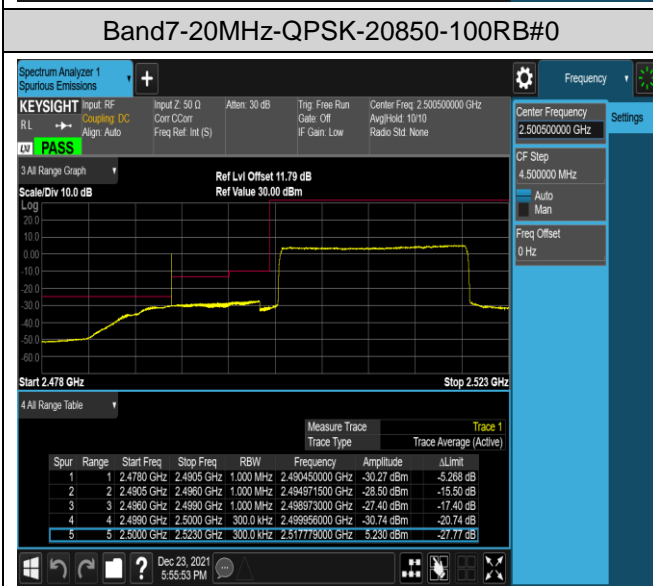 Band7-20MHz-QPSK-20850-100RB#0
Spectrum Analyzer 1
Spurious Emissions
Frequency
KEYSIGHT Input: RF Input Z: 50 Ω Atten: 30 dB Trig: Free Run Center Freq: 2.500500000 GHz
RL Coupling: DC Corr CCorr Gate: Off Avg|Hold: 10/10
Align: Auto Freq Ref: Int (S) IF Gain: Low Radio Std: None
LXI PASS
Center Frequency
2.500500000 GHz
Settings
CF Step
4.500000 MHz
Auto
Man
Freq Offset
0 Hz
3 All Range Graph
Ref Lvl Offset 11.79 dB
Scale/Div 10.0 dB Ref Value 30.00 dBm
Log
20.0
10.0
0.00
-10.0
-20.0
-30.0
-40.0
-50.0
-60.0
Start 2.478 GHz Stop 2.523 GHz
4 All Range Table
Measure Trace Trace 1
Trace Type Trace Average (Active)
Spur Range Start Freq Stop Freq RBW Frequency Amplitude ΔLimit
1 1 2.4780 GHz 2.4905 GHz 1.000 MHz 2.490450000 GHz -30.27 dBm -5.268 dB
2 2 2.4905 GHz 2.4960 GHz 1.000 MHz 2.494971500 GHz -28.50 dBm -15.50 dB
3 3 2.4960 GHz 2.4990 GHz 1.000 MHz 2.498973000 GHz -27.40 dBm -17.40 dB
4 4 2.4990 GHz 2.5000 GHz 300.0 kHz 2.499956000 GHz -30.74 dBm -20.74 dB
5 5 2.5000 GHz 2.5230 GHz 300.0 kHz 2.517779000 GHz 5.230 dBm -27.77 dB
Dec 23, 2021
5:55:53 PM